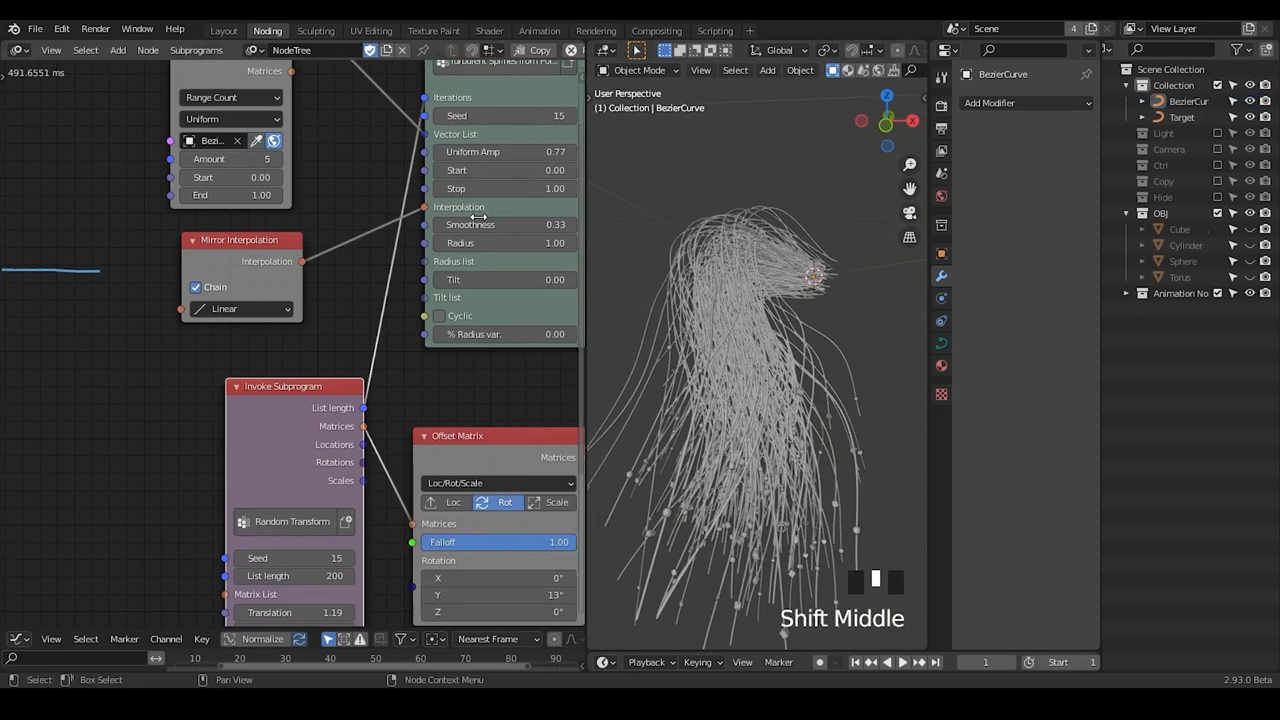 File Edit Render Window Help Layout Noding Sculpting UV Editing Texture Paint Shader Animation Rendering Compositing Scripting Scene 4 View Layer
View Select Add Node Subprograms NodeTree Copy Global
491.6551 ms
Object Mode View Select Add Object
Matrices
Range Count
Uniform
Bezi...
Amount 5
Start 0.00
End 1.00
Mirror Interpolation
Interpolation
Chain
Linear
Iterations
Seed 15
Vector List
Uniform Amp 0.77
Start 0.00
Stop 1.00
Interpolation
Smoothness 0.33
Radius 1.00
Radius list
Tilt 0.00
Tilt list
Cyclic
% Radius var. 0.00
Invoke Subprogram
List length
Matrices
Locations
Rotations
Scales
Random Transform
Seed 15
List length 200
Matrix List
Translation 1.19
Offset Matrix
Matrices
Loc/Rot/Scale
Loc Rot Scale
Matrices
Falloff 1.00
Rotation
X 0°
Y 13°
Z 0°
User Perspective
(1) Collection | BezierCurve
Z
X
Shift Middle
BezierCurve
Add Modifier
Scene Collection
Collection
BezierCur
Target
Light
Camera
Ctrl
Copy
Hide
OBJ
Cube
Cylinder
Sphere
Torus
Animation No
View Select Marker Channel Key Normalize Nearest Frame
10 20 30 40 50 60 70 80 90
Playback Keying View Marker 1 Start 1
Select Box Select Pan View Node Context Menu 2.93.0 Beta